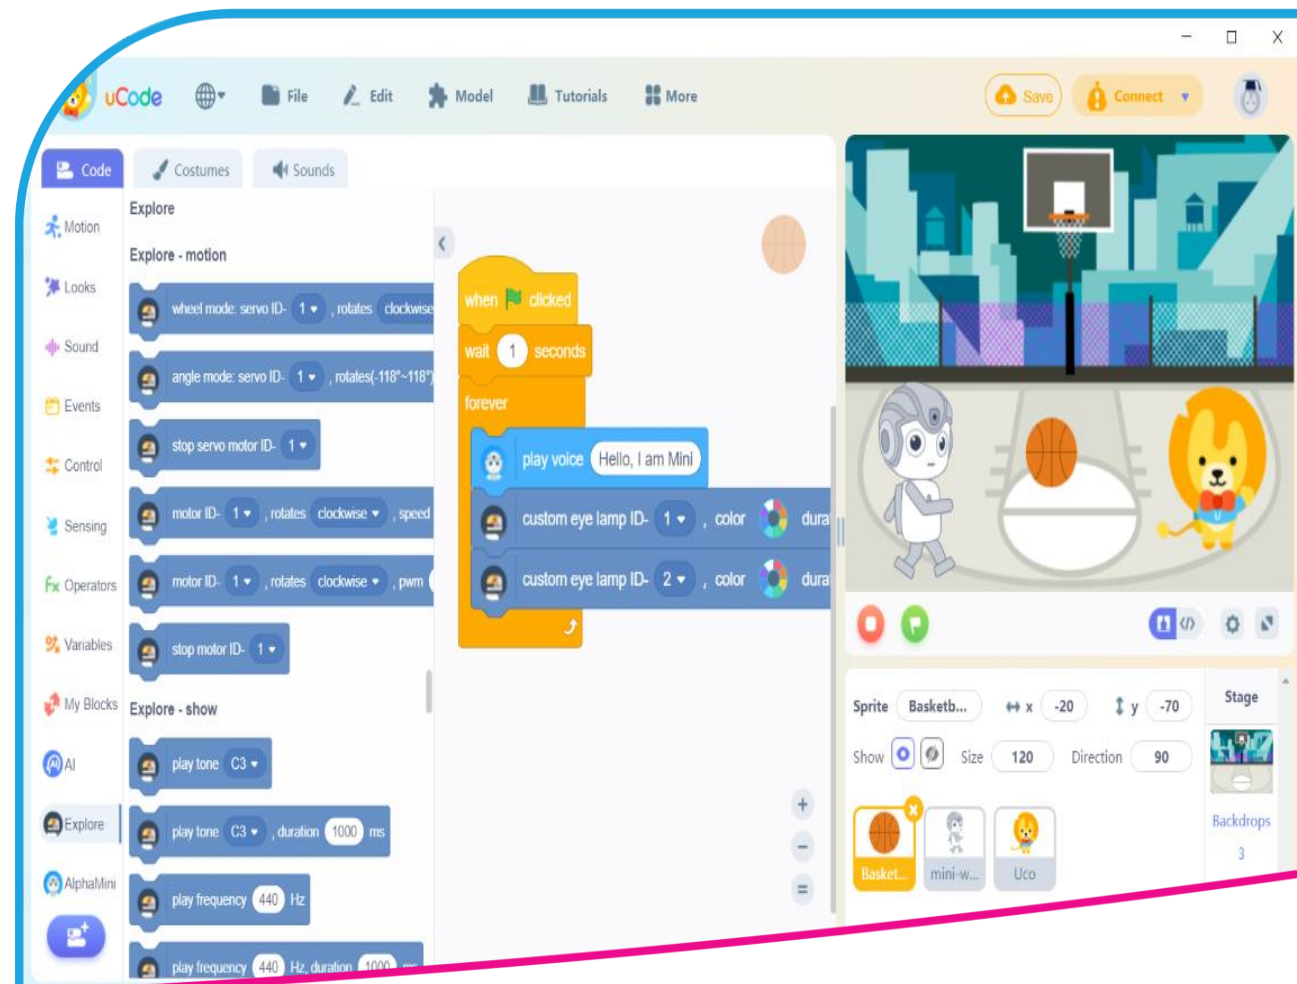 uCode
File
Edit
Model
Tutorials
More
Save
Connect
Code
Costumes
Sounds
Motion
Looks
Sound
Events
Control
Sensing
Fx Operators
Variables
My Blocks
AI
Explore
AlphaMini
Explore
Explore - motion
wheel mode: servo ID- 1 , rotates clockwise
angle mode: servo ID- 1 , rotates(-118°~118°)
stop servo motor ID- 1
motor ID- 1 , rotates clockwise , speed
motor ID- 1 , rotates clockwise , pwm
stop motor ID- 1
Explore - show
play tone C3
play tone C3 , duration 1000 ms
play frequency 440 Hz
play frequency 440 Hz, duration 1000 ms
when clicked
wait 1 seconds
forever
play voice Hello, I am Mini
custom eye lamp ID- 1 , color dura
custom eye lamp ID- 2 , color dura
Sprite Basketb... x -20 y -70
Show Size 120 Direction 90
Basket...
mini-w...
Uco
Stage
Backdrops
3